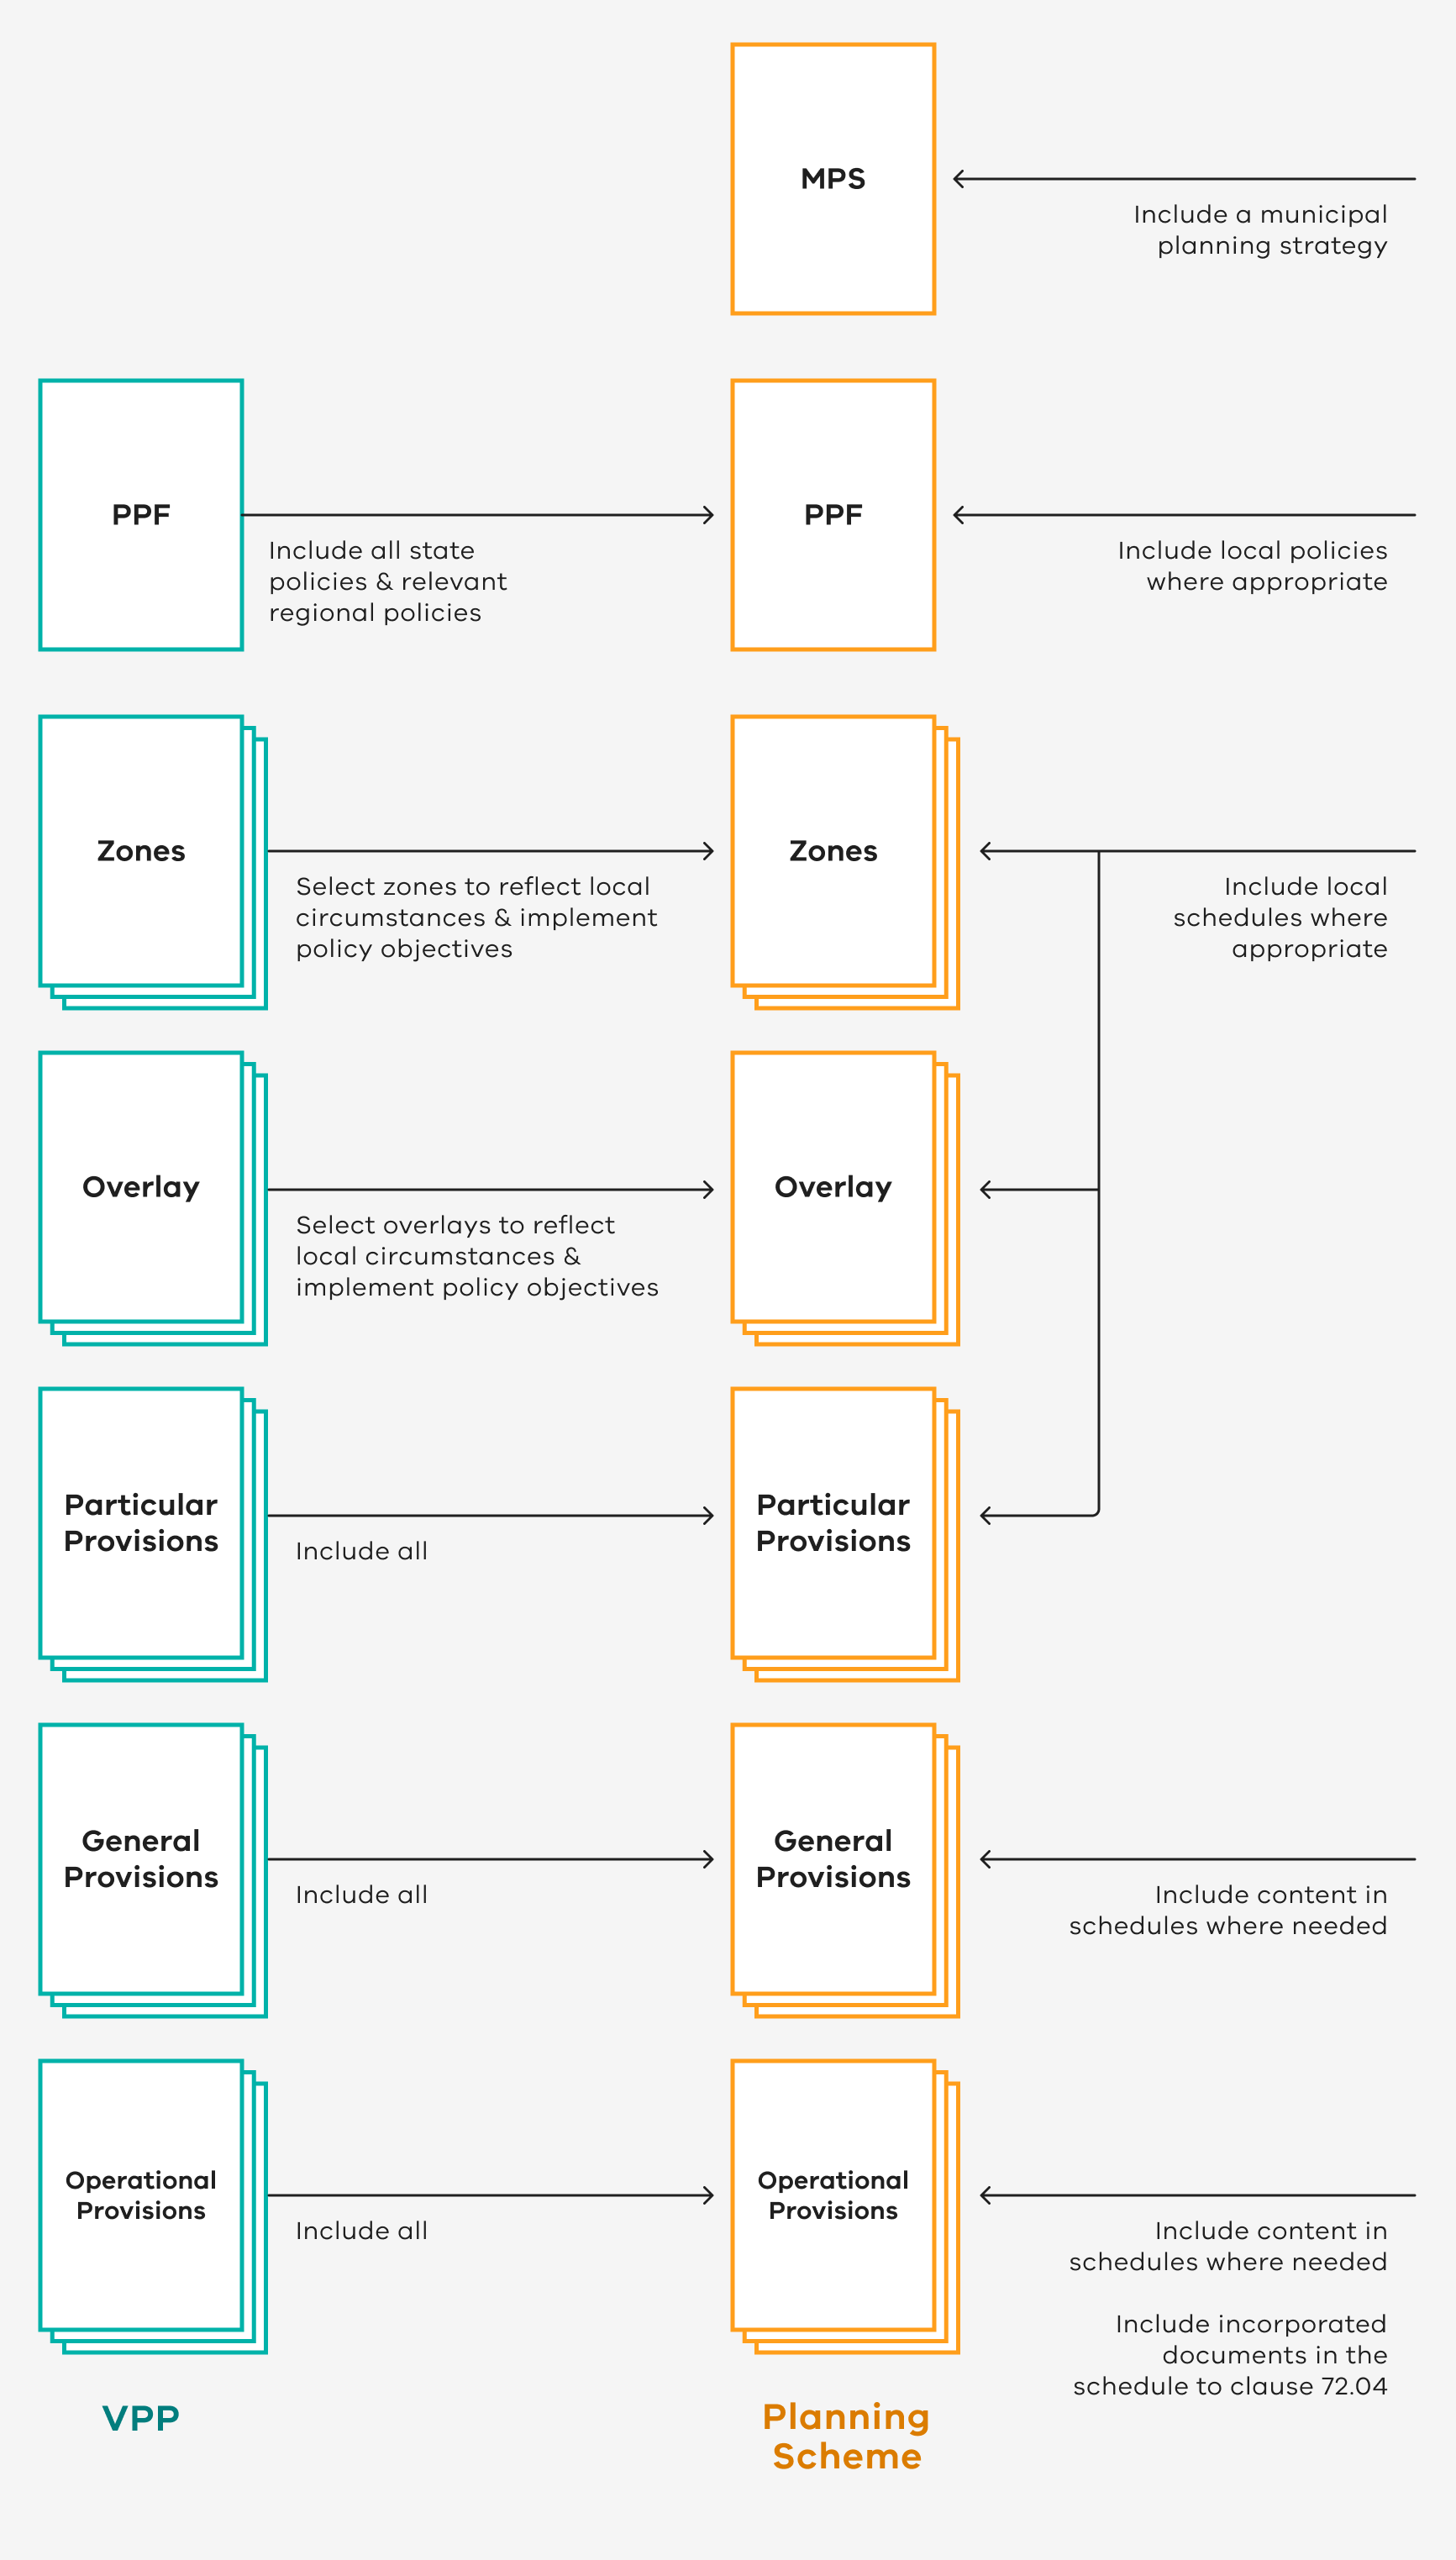 MPS
Include a municipal
planning strategy
PPF
Include all state
policies & relevant
regional policies
PPF
Include local policies
where appropriate
Zones
Select zones to reflect local
circumstances & implement
policy objectives
Zones
Include local
schedules where
appropriate
Overlay
Select overlays to reflect
local circumstances &
implement policy objectives
Overlay
Particular
Provisions
Include all
Particular
Provisions
General
Provisions
Include all
General
Provisions
Include content in
schedules where needed
Operational
Provisions
Include all
Operational
Provisions
Include content in
schedules where needed
Include incorporated
documents in the
schedule to clause 72.04
VPP
Planning
Scheme